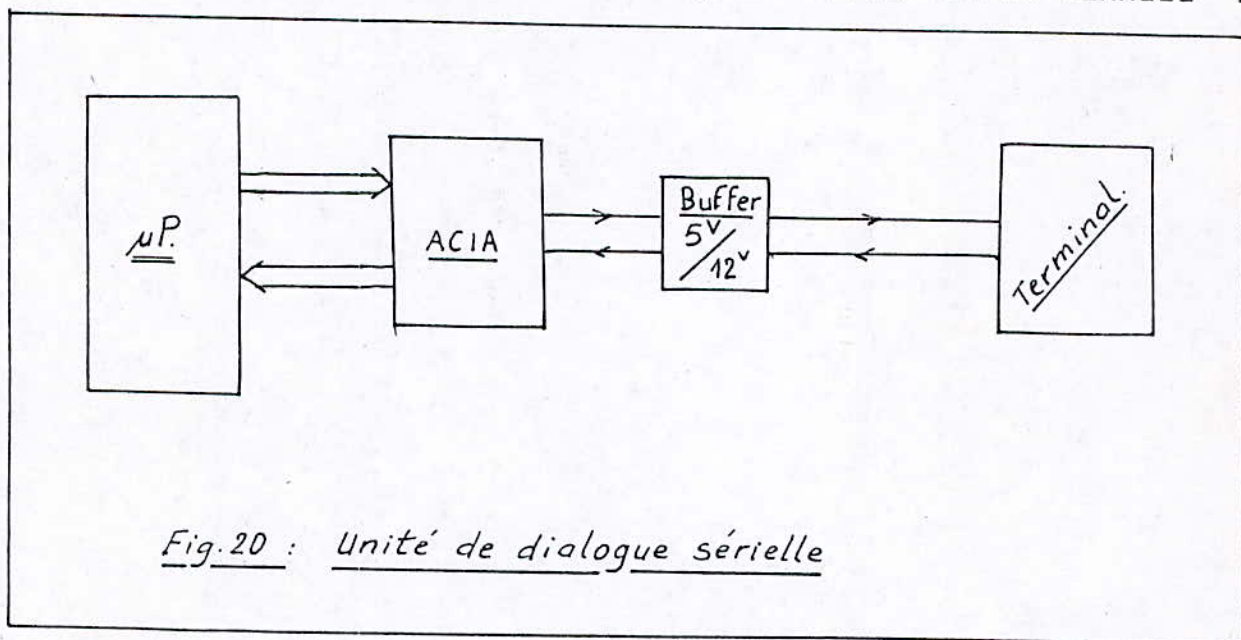 µP.
ACIA
Buffer
5V
/12V
Terminal.
Fig.20 : Unité de dialogue sérielle